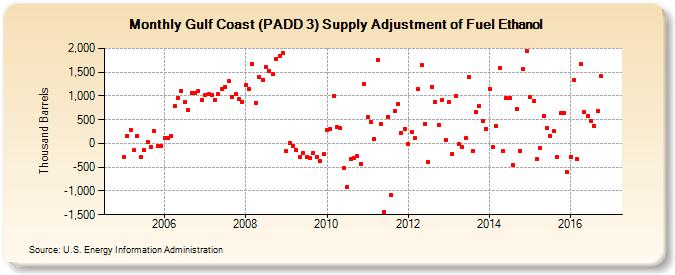 Monthly Gulf Coast (PADD 3) Supply Adjustment of Fuel Ethanol
Thousand Barrels
2,000
1,500
1,000
500
0
-500
-1,000
-1,500
2006 2008 2010 2012 2014 2016
Source: U.S. Energy Information Administration